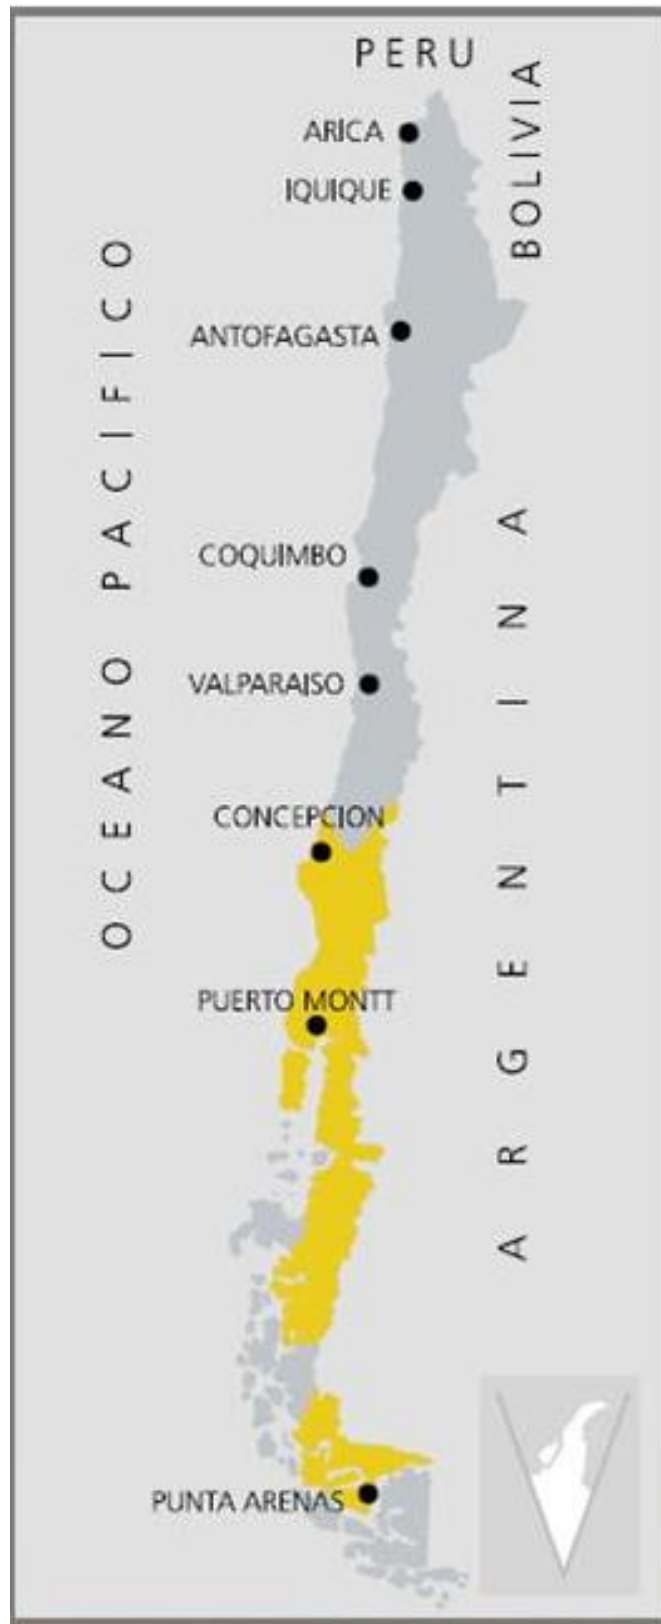 PERU
BOLIVIA
ARICA
IQUIQUE
OCEANO PACIFICO
ANTOFAGASTA
ARGENTINA
COQUIMBO
VALPARAISO
CONCEPCION
PUERTO MONTT
PUNTA ARENAS